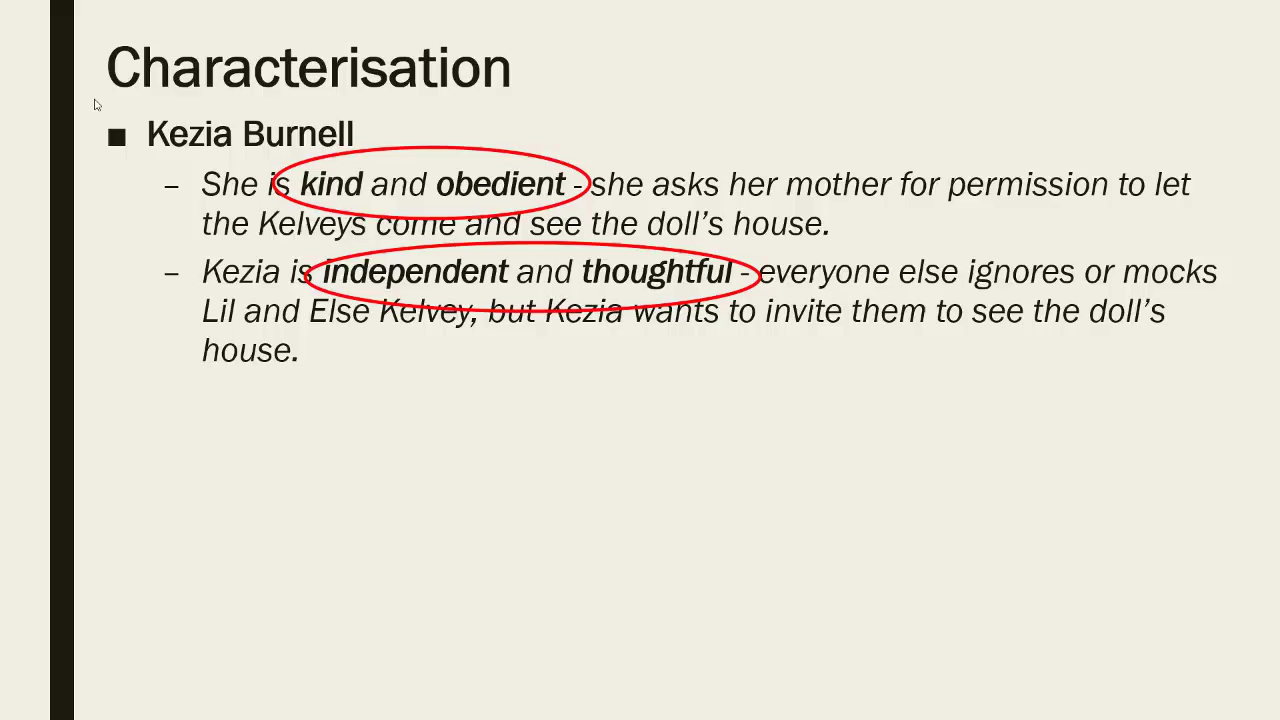 Characterisation
■ Kezia Burnell
– She is kind and obedient - she asks her mother for permission to let
the Kelveys come and see the doll’s house.
– Kezia is independent and thoughtful - everyone else ignores or mocks
Lil and Else Kelvey, but Kezia wants to invite them to see the doll’s
house.